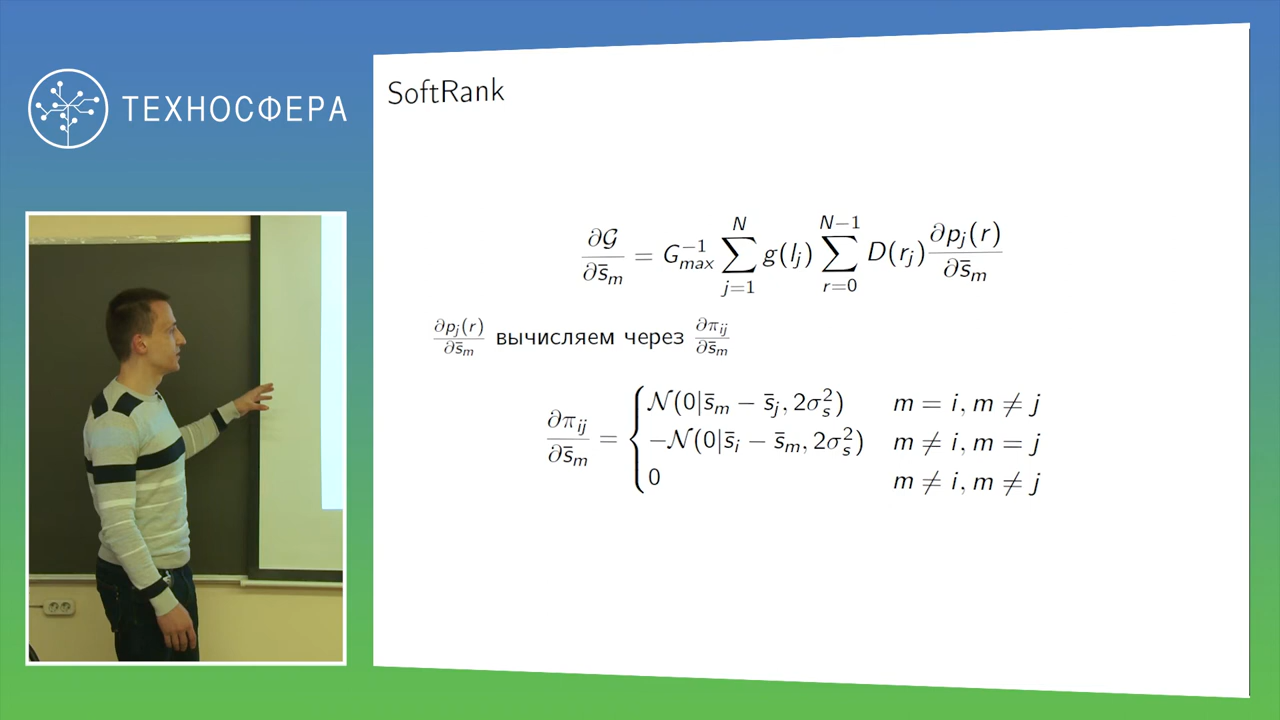 ТЕХНОСФЕРА
SoftRank
∂𝒢/∂s̄_m = G_max^{-1} ∑_{j=1}^{N} g(l_j) ∑_{r=0}^{N−1} D(r_j) ∂p_j(r)/∂s̄_m
∂p_j(r)/∂s̄_m вычисляем через ∂π_ij/∂s̄_m
∂π_ij/∂s̄_m = { 𝒩(0|s̄_m − s̄_j, 2σ_s^2) m = i, m ≠ j
−𝒩(0|s̄_i − s̄_m, 2σ_s^2) m ≠ i, m = j
0 m ≠ i, m ≠ j